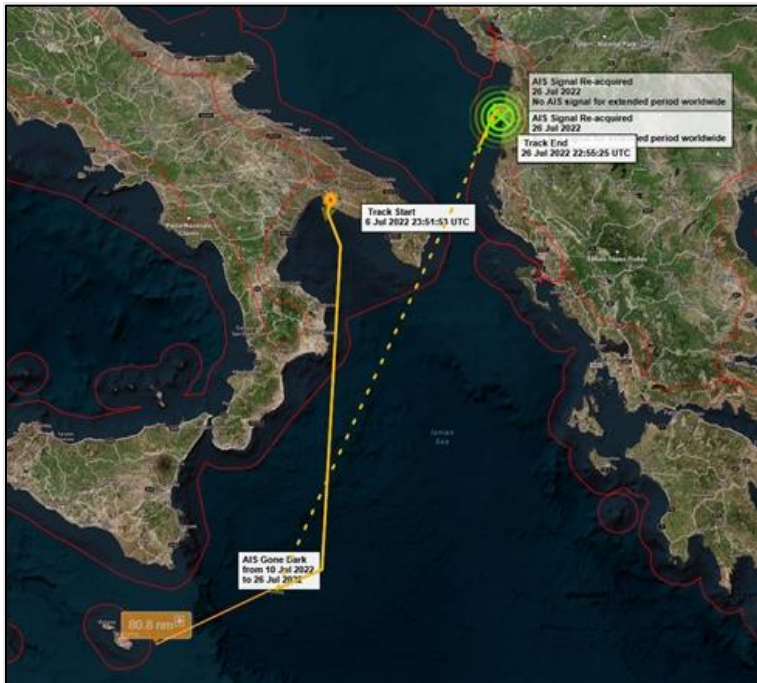 AIS Signal Re-acquired
26 Jul 2022
No AIS signal for extended period worldwide
AIS Signal Re-acquired
26 Jul 2022
worldwide
Track End
26 Jul 2022 22:55:25 UTC
Track Start
6 Jul 2022 23:51:53 UTC
Bari
Ionian
Sea
AIS Gone Dark
from 10 Jul 2022
to 26 Jul 2022
80.8 nm